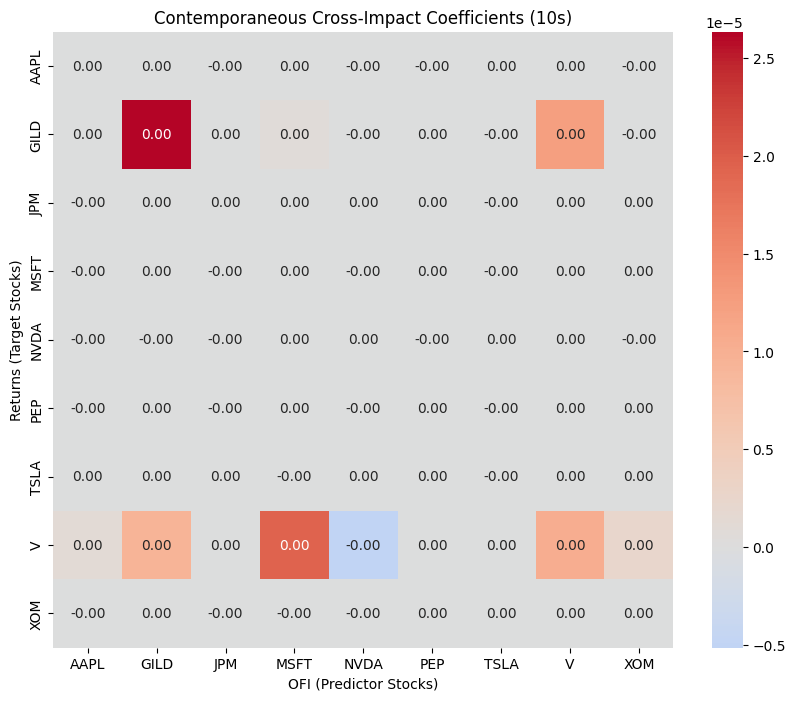 Contemporaneous Cross-Impact Coefficients (10s)
1e−5
AAPL 0.00 0.00 -0.00 0.00 -0.00 -0.00 0.00 0.00 -0.00
GILD 0.00 0.00 0.00 0.00 -0.00 0.00 -0.00 0.00 -0.00
JPM -0.00 0.00 0.00 0.00 0.00 0.00 -0.00 0.00 0.00
MSFT -0.00 0.00 -0.00 0.00 -0.00 0.00 -0.00 0.00 0.00
NVDA -0.00 -0.00 -0.00 0.00 0.00 -0.00 0.00 0.00 -0.00
PEP -0.00 0.00 -0.00 0.00 -0.00 0.00 0.00 0.00 0.00
TSLA 0.00 0.00 0.00 -0.00 0.00 0.00 -0.00 0.00 0.00
V 0.00 0.00 0.00 0.00 -0.00 0.00 0.00 0.00 0.00
XOM -0.00 0.00 -0.00 -0.00 -0.00 0.00 0.00 0.00 0.00
AAPL GILD JPM MSFT NVDA PEP TSLA V XOM
OFI (Predictor Stocks)
Returns (Target Stocks)
2.5
2.0
1.5
1.0
0.5
0.0
−0.5